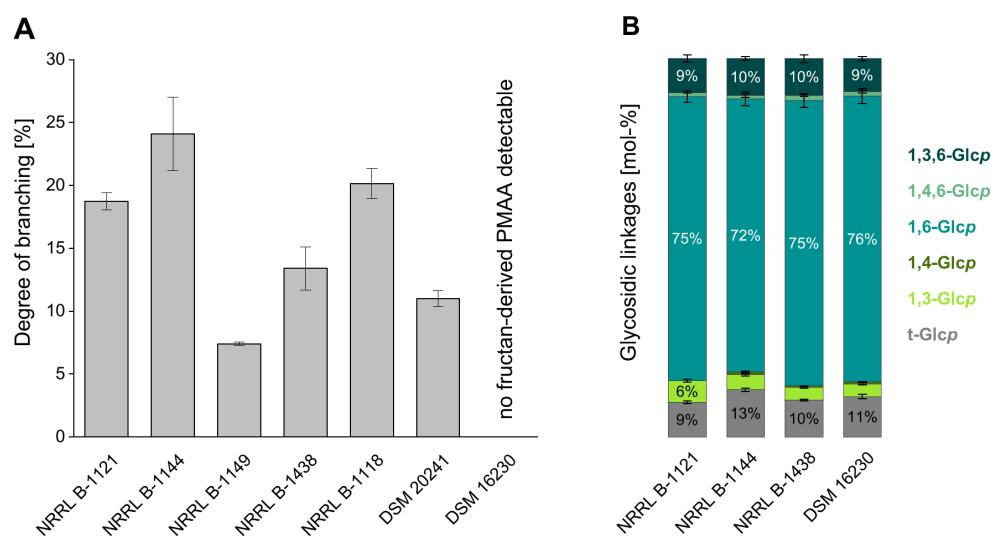 A
Degree of branching [%]
30
25
20
15
10
5
0
no fructan-derived PMAA detectable
NRRL B-1121
NRRL B-1144
NRRL B-1149
NRRL B-1438
NRRL B-1118
DSM 20241
DSM 16230
B
Glycosidic linkages [mol-%]
9%
10%
10%
9%
75%
72%
75%
76%
6%
9%
13%
10%
11%
NRRL B-1121
NRRL B-1144
NRRL B-1438
DSM 16230
1,3,6-Glcp
1,4,6-Glcp
1,6-Glcp
1,4-Glcp
1,3-Glcp
t-Glcp